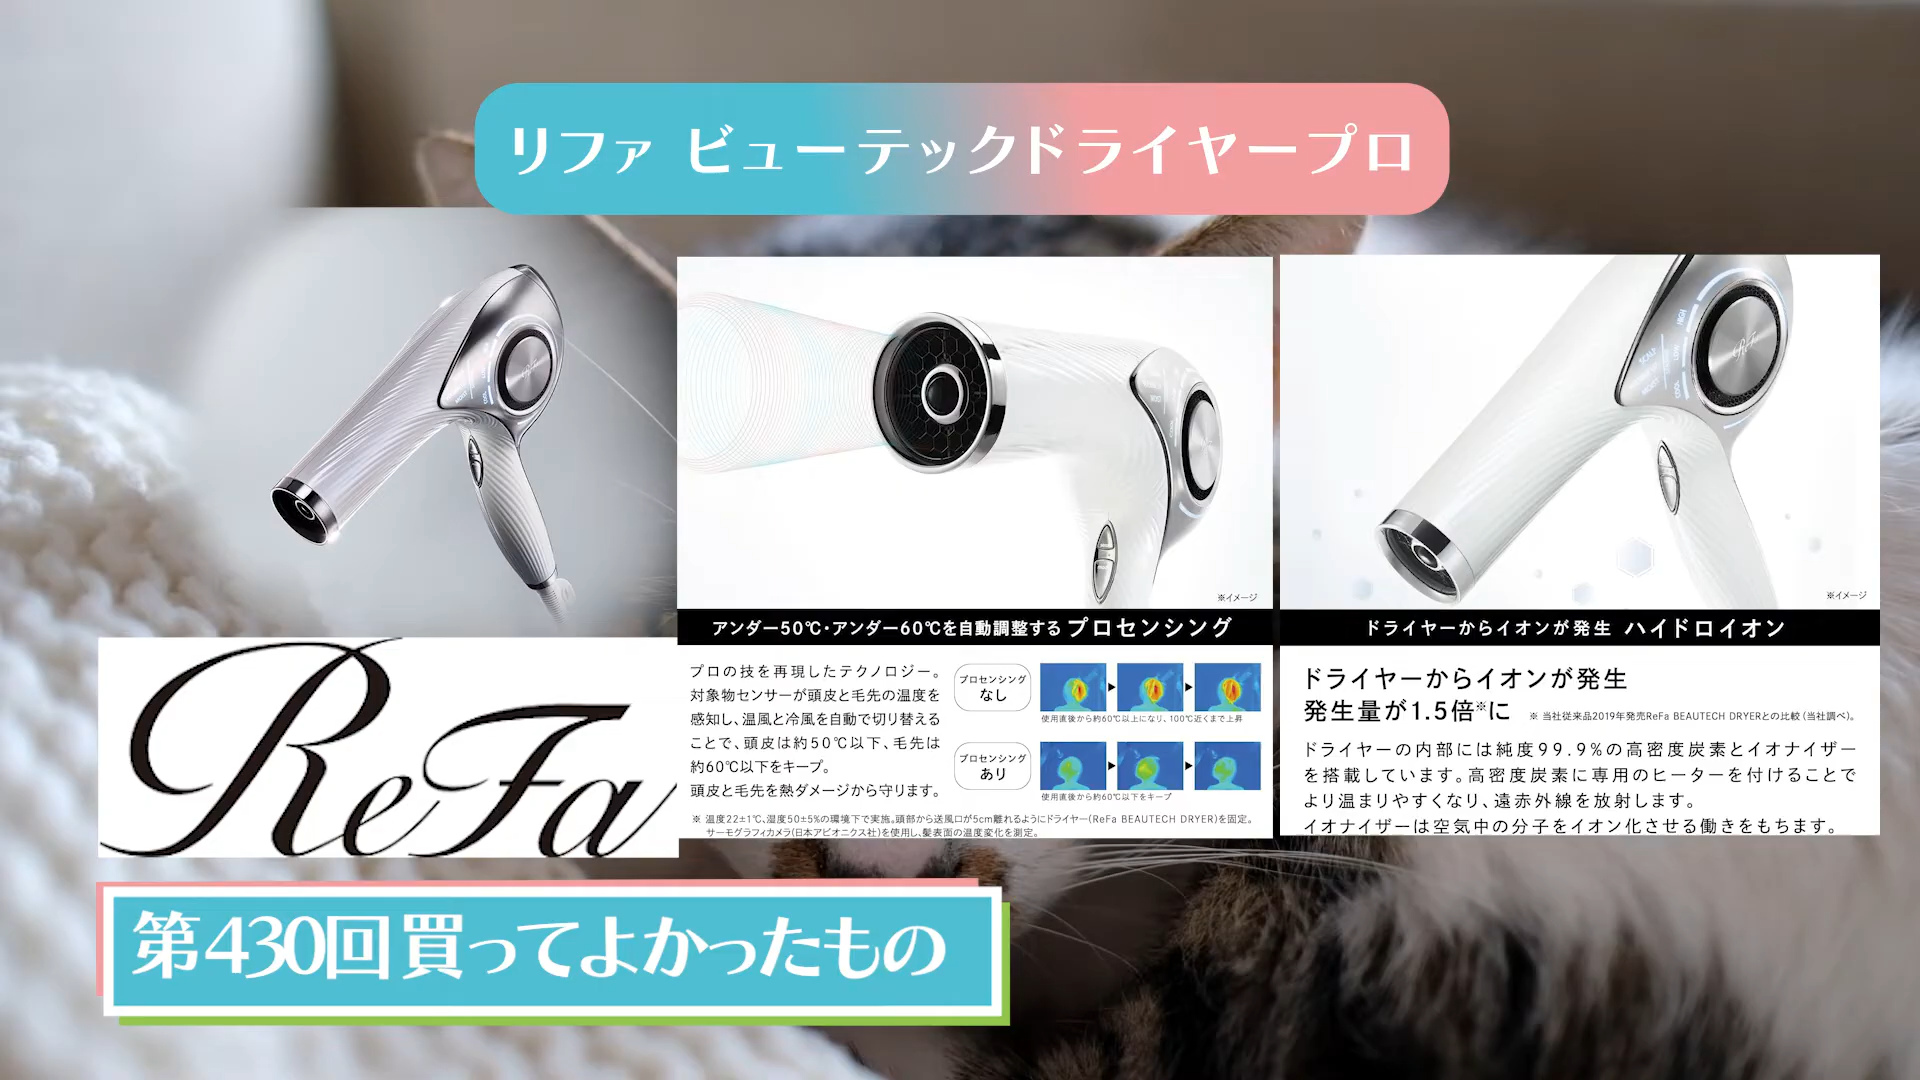 リファ ビューテックドライヤープロ
※イメージ
アンダー50℃・アンダー60℃を自動調整する プロセンシング
プロの技を再現したテクノロジー。
対象物センサーが頭皮と毛先の温度を
感知し、温風と冷風を自動で切り替える
ことで、頭皮は約50℃以下、毛先は
約60℃以下をキープ。
頭皮と毛先を熱ダメージから守ります。
プロセンシング
なし
使用直後から約60℃以上になり、100℃近くまで上昇
プロセンシング
あり
使用直後から約60℃以下をキープ
※ 温度22±1℃、湿度50±5%の環境下で実施。頭部から送風口が5cm離れるようにドライヤー(ReFa BEAUTECH DRYER)を固定。
サーモグラフィカメラ(日本アビオニクス社)を使用し、髪表面の温度変化を測定。
HIGH
LOW
COOL
SCALP
MOIST
ReFa
※イメージ
ドライヤーからイオンが発生 ハイドロイオン
ドライヤーからイオンが発生
発生量が1.5倍※に
※ 当社従来品2019年発売ReFa BEAUTECH DRYERとの比較(当社調べ)。
ドライヤーの内部には純度99.9%の高密度炭素とイオナイザー
を搭載しています。高密度炭素に専用のヒーターを付けることで
より温まりやすくなり、遠赤外線を放射します。
イオナイザーは空気中の分子をイオン化させる働きをもちます。
ReFa
第430回買ってよかったもの